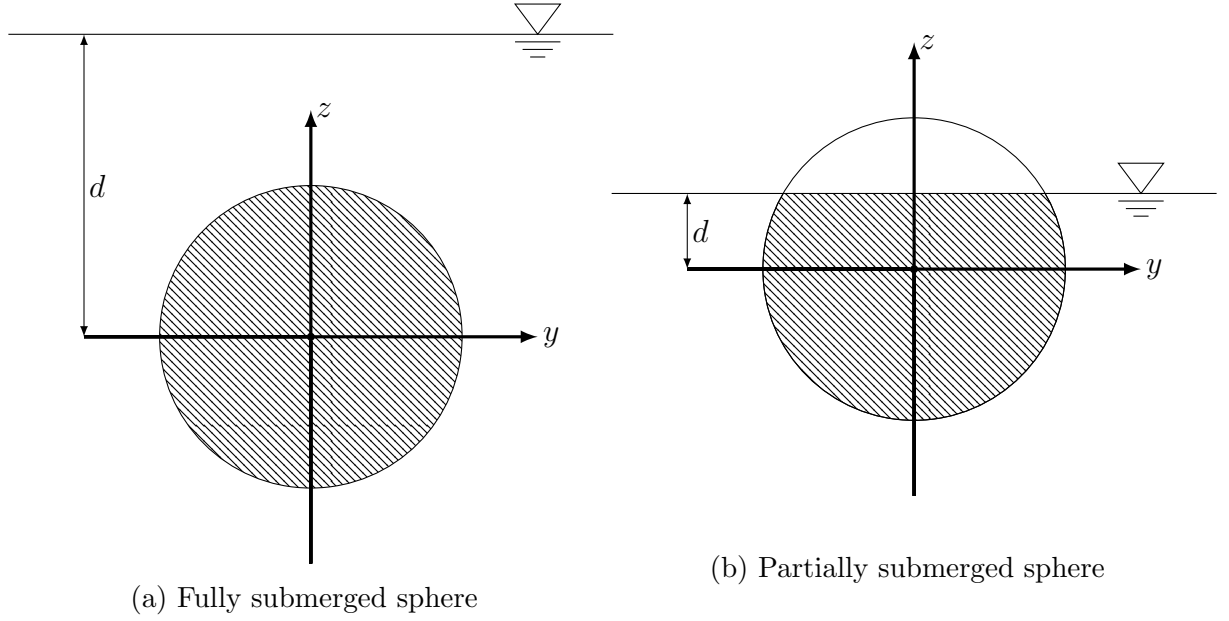 z
d
y
(a) Fully submerged sphere
z
d
y
(b) Partially submerged sphere